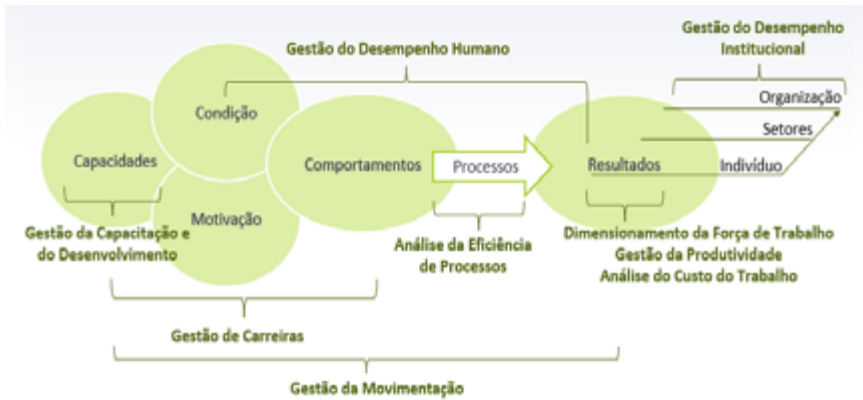 Gestão do Desempenho
Institucional
Gestão do Desempenho Humano
Organização
Condição
Setores
Capacidades
Comportamentos
Processos
Resultados
Indivíduo
Motivação
Gestão da Capacitação e
do Desenvolvimento
Análise da Eficiência
de Processos
Dimensionamento da Força de Trabalho
Gestão da Produtividade
Análise do Custo do Trabalho
Gestão de Carreiras
Gestão da Movimentação